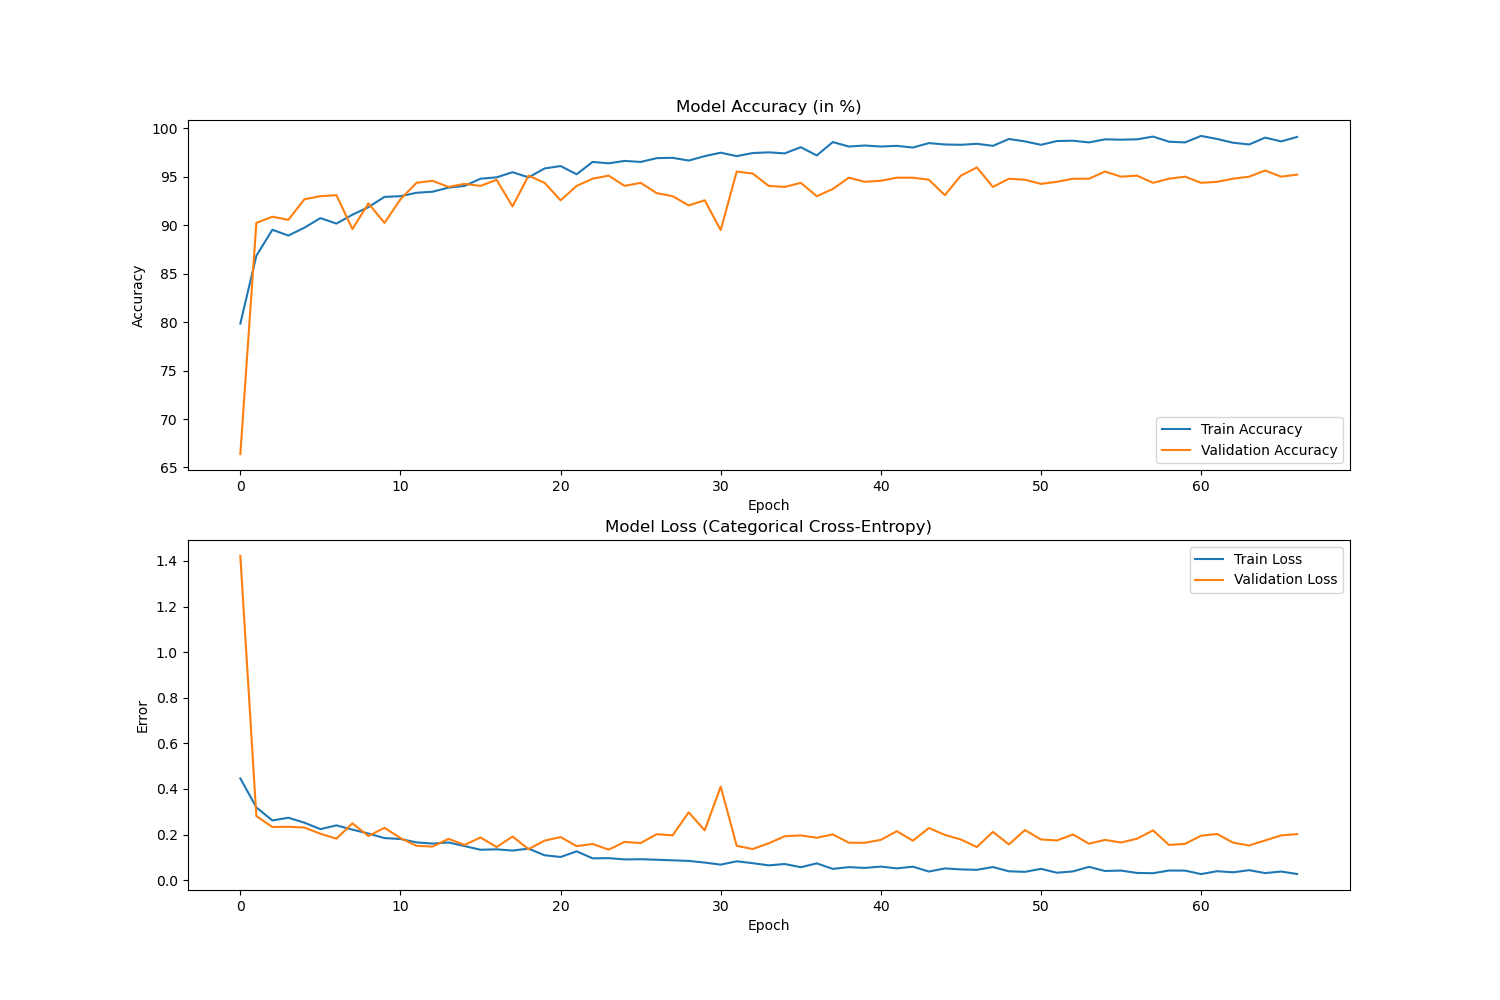 Model Accuracy (in %)
100
95
90
85
80
75
70
65
Accuracy
Train Accuracy
Validation Accuracy
0 10 20 30 40 50 60
Epoch
Model Loss (Categorical Cross-Entropy)
1.4
1.2
1.0
0.8
0.6
0.4
0.2
0.0
Error
Train Loss
Validation Loss
0 10 20 30 40 50 60
Epoch